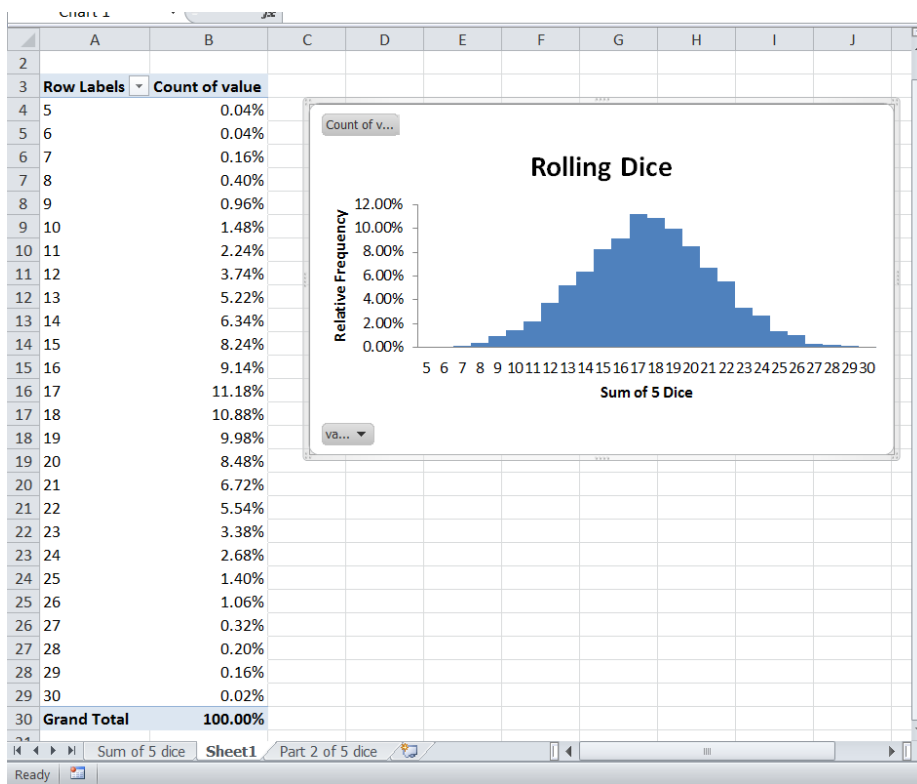 Chart 1
A B C D E F G H I J
2
3 Row Labels Count of value
4 5 0.04%
5 6 0.04%
6 7 0.16%
7 8 0.40%
8 9 0.96%
9 10 1.48%
10 11 2.24%
11 12 3.74%
12 13 5.22%
13 14 6.34%
14 15 8.24%
15 16 9.14%
16 17 11.18%
17 18 10.88%
18 19 9.98%
19 20 8.48%
20 21 6.72%
21 22 5.54%
22 23 3.38%
23 24 2.68%
24 25 1.40%
25 26 1.06%
26 27 0.32%
27 28 0.20%
28 29 0.16%
29 30 0.02%
30 Grand Total 100.00%
Count of v...
Rolling Dice
Relative Frequency
12.00%
10.00%
8.00%
6.00%
4.00%
2.00%
0.00%
5 6 7 8 9 10 11 12 13 14 15 16 17 18 19 20 21 22 23 24 25 26 27 28 29 30
Sum of 5 Dice
va...
Sum of 5 dice Sheet1 Part 2 of 5 dice
Ready